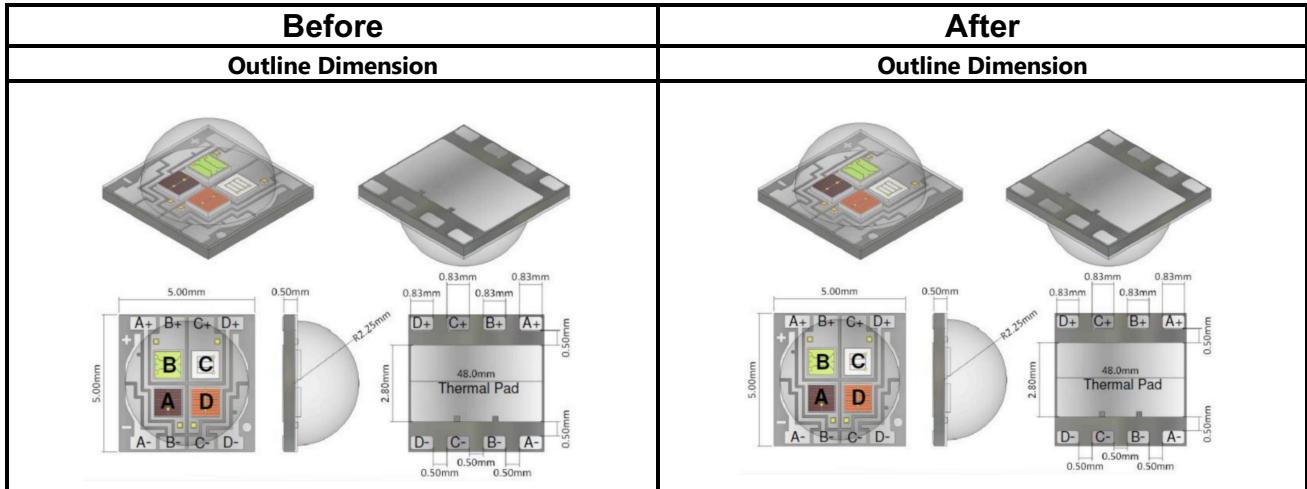 Before
After
Outline Dimension
Outline Dimension
0.83mm 0.83mm
5.00mm 0.50mm 0.83mm 0.83mm
A+ B+ C+ D+
R2.25mm
D+ C+ B+ A+
0.50mm
+
B C
5.00mm
2.80mm
48.0mm
Thermal Pad
A D
−
A- B- C- D-
D- C- B- A-
0.50mm
0.50mm
0.50mm 0.50mm
0.83mm 0.83mm
5.00mm 0.50mm 0.83mm 0.83mm
A+ B+ C+ D+
R2.25mm
D+ C+ B+ A+
0.50mm
+
B C
5.00mm
2.80mm
48.0mm
Thermal Pad
A D
−
A- B- C- D-
D- C- B- A-
0.50mm
0.50mm
0.50mm 0.50mm